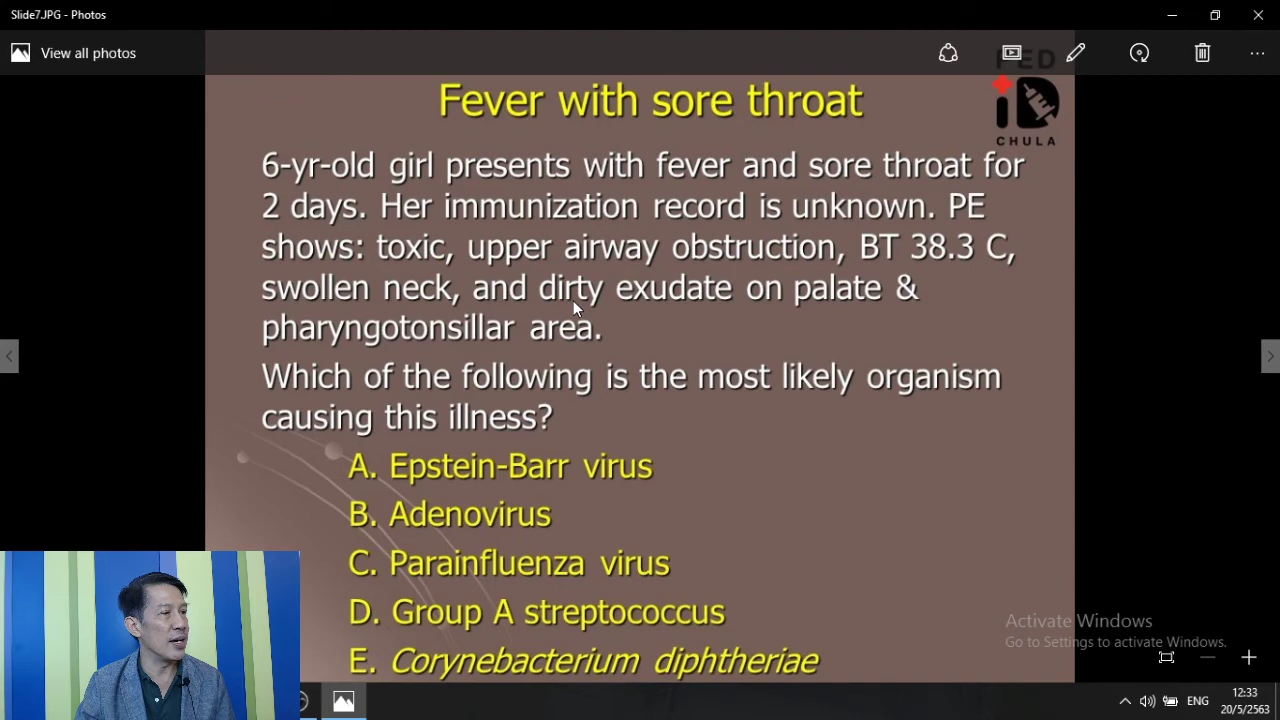 Slide7.JPG - Photos
View all photos
PED
iD
CHULA
Fever with sore throat
6-yr-old girl presents with fever and sore throat for
2 days. Her immunization record is unknown. PE
shows: toxic, upper airway obstruction, BT 38.3 C,
swollen neck, and dirty exudate on palate &
pharyngotonsillar area.
Which of the following is the most likely organism
causing this illness?
A. Epstein-Barr virus
B. Adenovirus
C. Parainfluenza virus
D. Group A streptococcus
E. Corynebacterium diphtheriae
Activate Windows
Go to Settings to activate Windows.
ENG
12:33
20/5/2563